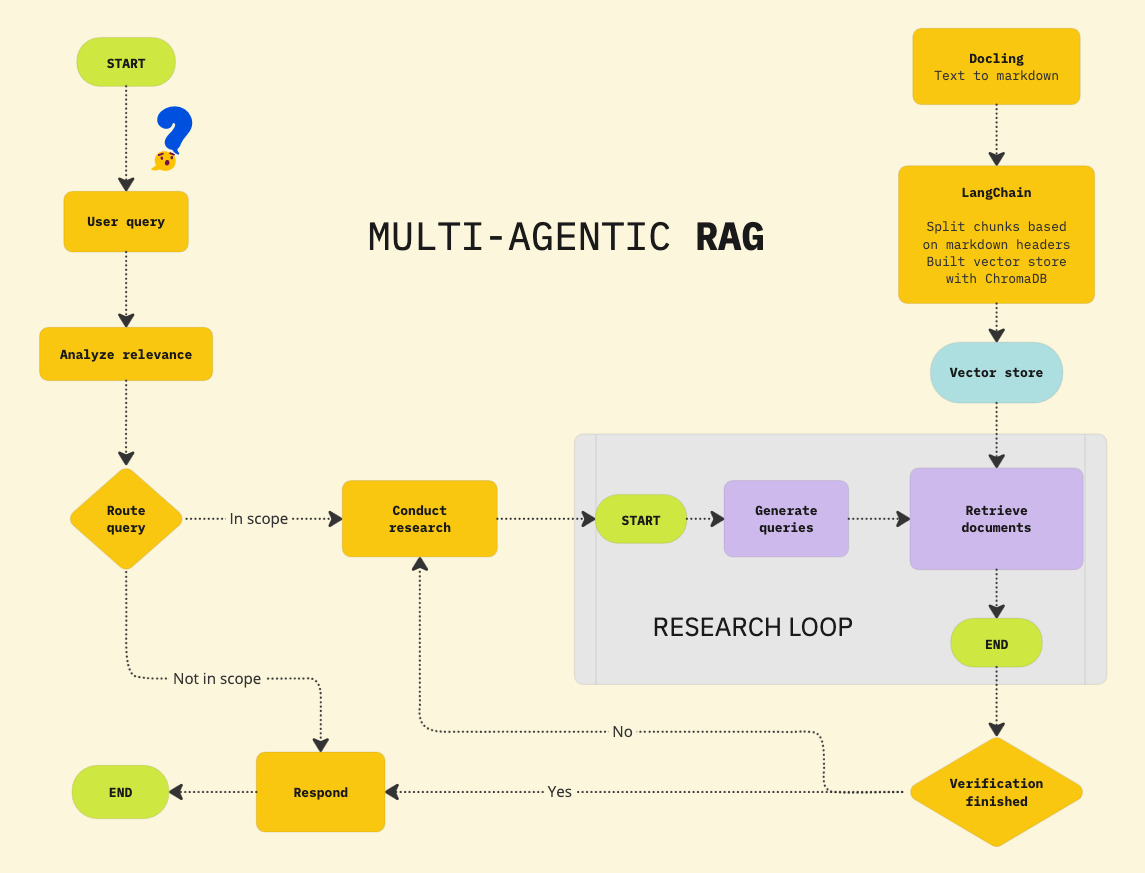 START
User query
Analyze relevance
Route
query
In scope
Not in scope
MULTI-AGENTIC RAG
Docling
Text to markdown
LangChain
Split chunks based
on markdown headers
Built vector store
with ChromaDB
Vector store
Conduct
research
START
Generate
queries
Retrieve
documents
RESEARCH LOOP
END
No
Yes
Verification
finished
Respond
END